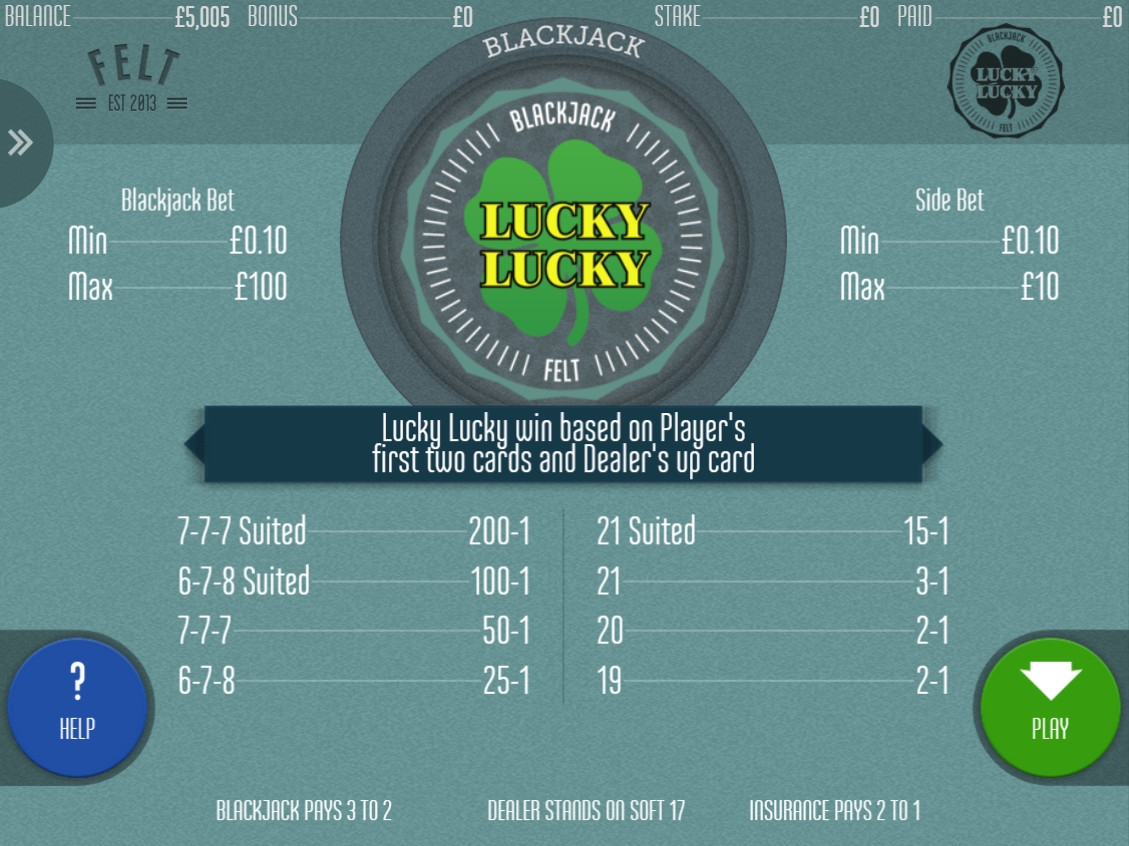 BALANCE £5,005 BONUS £0 STAKE £0 PAID £0
BLACKJACK
FELT
EST 2013
BLACKJACK
LUCKY
LUCKY
FELT
BLACKJACK
LUCKY
LUCKY
FELT
Blackjack Bet
Min £0.10
Max £100
Side Bet
Min £0.10
Max £10
Lucky Lucky win based on Player's
first two cards and Dealer's up card
7-7-7 Suited 200-1
6-7-8 Suited 100-1
7-7-7 50-1
6-7-8 25-1
21 Suited 15-1
21 3-1
20 2-1
19 2-1
?
HELP
PLAY
BLACKJACK PAYS 3 TO 2 DEALER STANDS ON SOFT 17 INSURANCE PAYS 2 TO 1